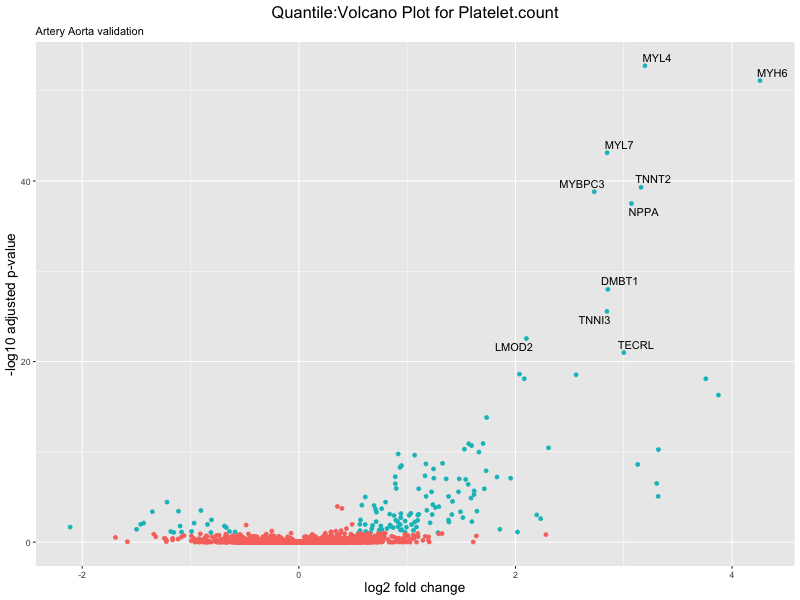 Quantile:Volcano Plot for Platelet.count
Artery Aorta validation
MYL4
MYH6
MYL7
MYBPC3
TNNT2
NPPA
DMBT1
TNNI3
LMOD2
TECRL
-log10 adjusted p-value
40
20
0
-2
0
2
4
log2 fold change